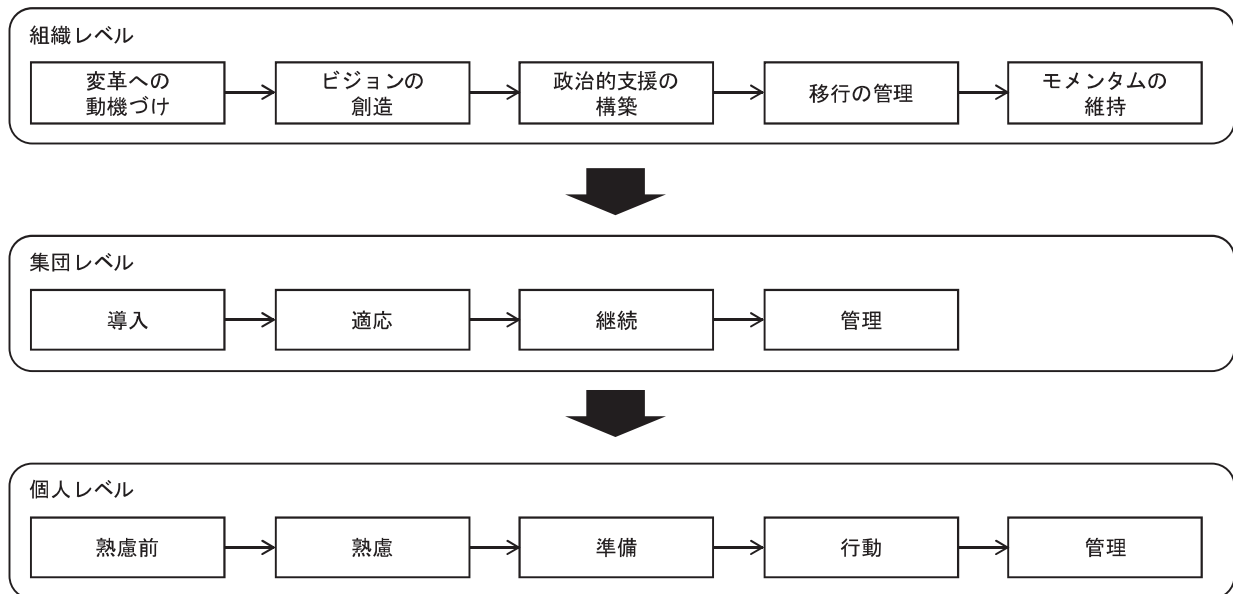 組織レベル
変革への
動機づけ
ビジョンの
創造
政治的支援の
構築
移行の管理
モメンタムの
維持
集団レベル
導入
適応
継続
管理
個人レベル
熟慮前
熟慮
準備
行動
管理